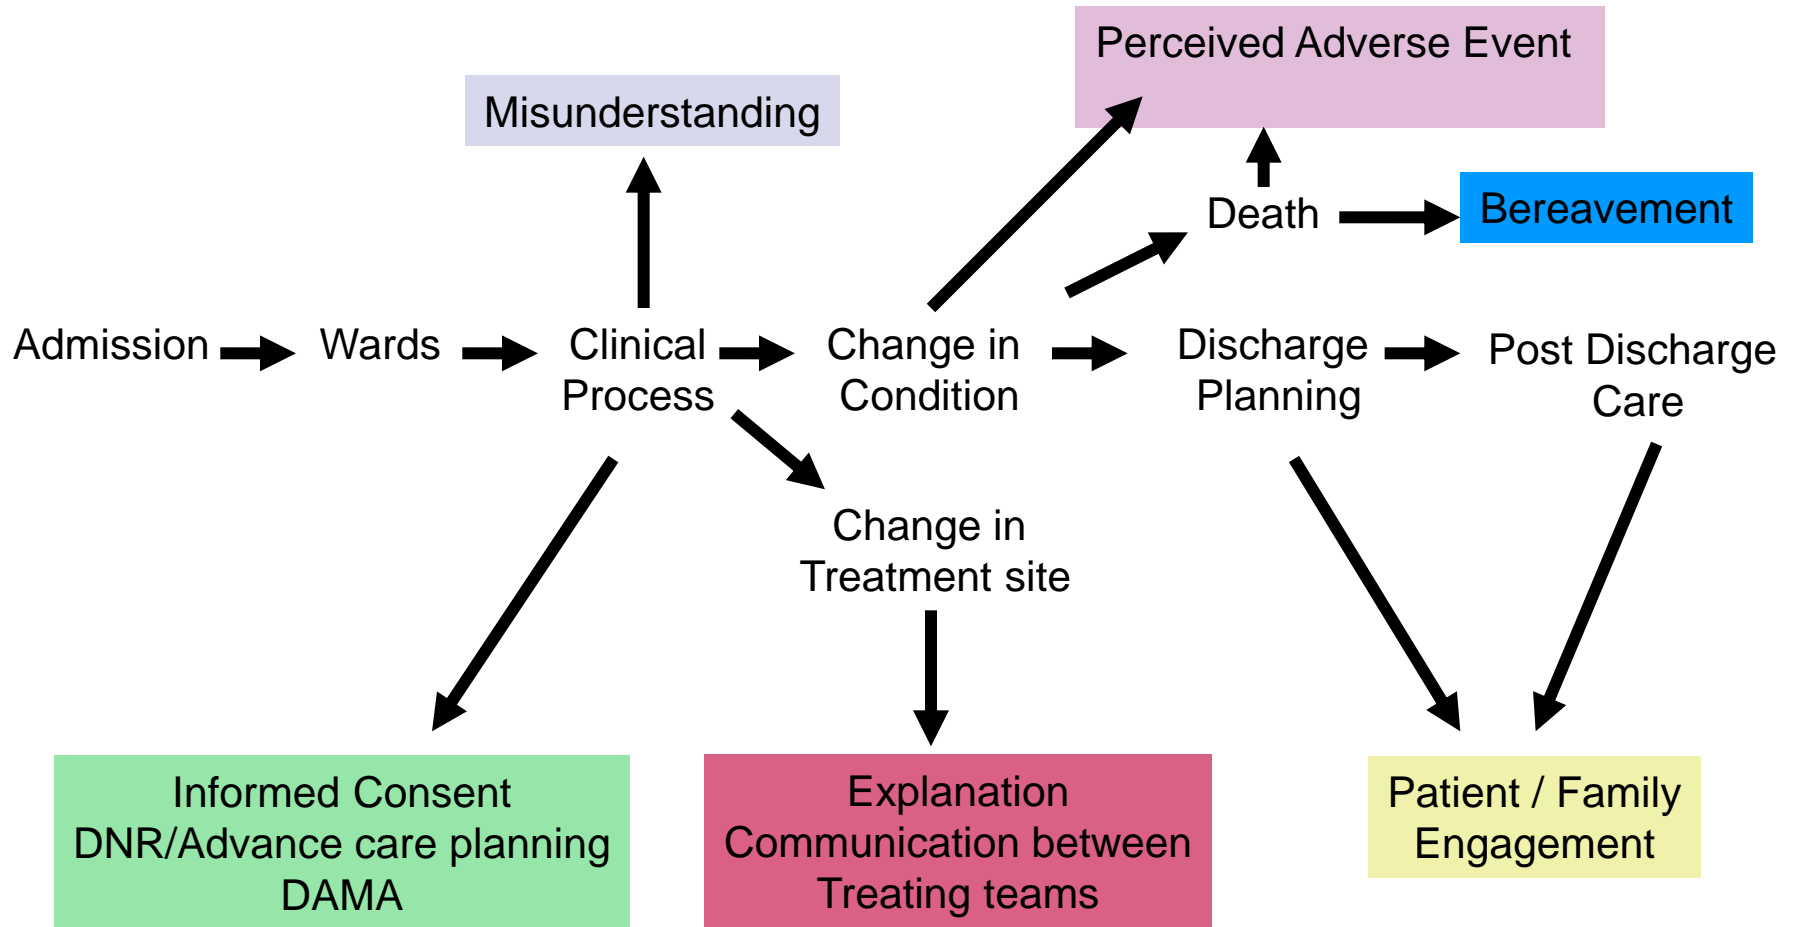 Perceived Adverse Event
Misunderstanding
Death
Bereavement
Admission
Wards
Clinical
Process
Change in
Condition
Discharge
Planning
Post Discharge
Care
Change in
Treatment site
Informed Consent
DNR/Advance care planning
DAMA
Explanation
Communication between
Treating teams
Patient / Family
Engagement